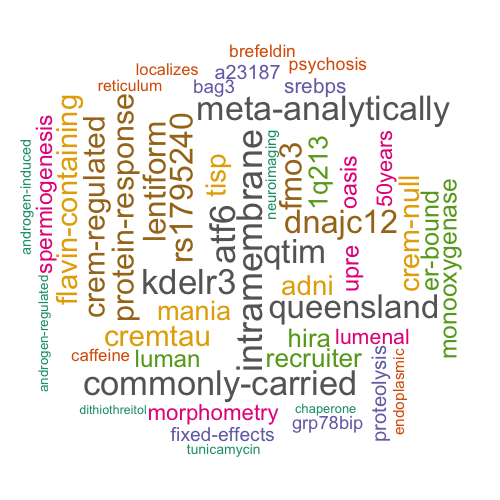 brefeldin
localizes
psychosis
a23187
reticulum
bag3
srebps
meta-analytically
androgen-induced
spermiogenesis
flavin-containing
crem-regulated
protein-response
lentiform
rs1795240
tisp
atf6
intramembrane
neuroimaging
fmo3
1q213
oasis
50years
crem-null
er-bound
monooxygenase
dnajc12
qtim
upre
kdelr3
adni
androgen-regulated
mania
queensland
cremtau
hira
lumenal
caffeine
luman
recruiter
proteolysis
endoplasmic
commonly-carried
dithiothreitol
morphometry
chaperone
grp78bip
fixed-effects
tunicamycin